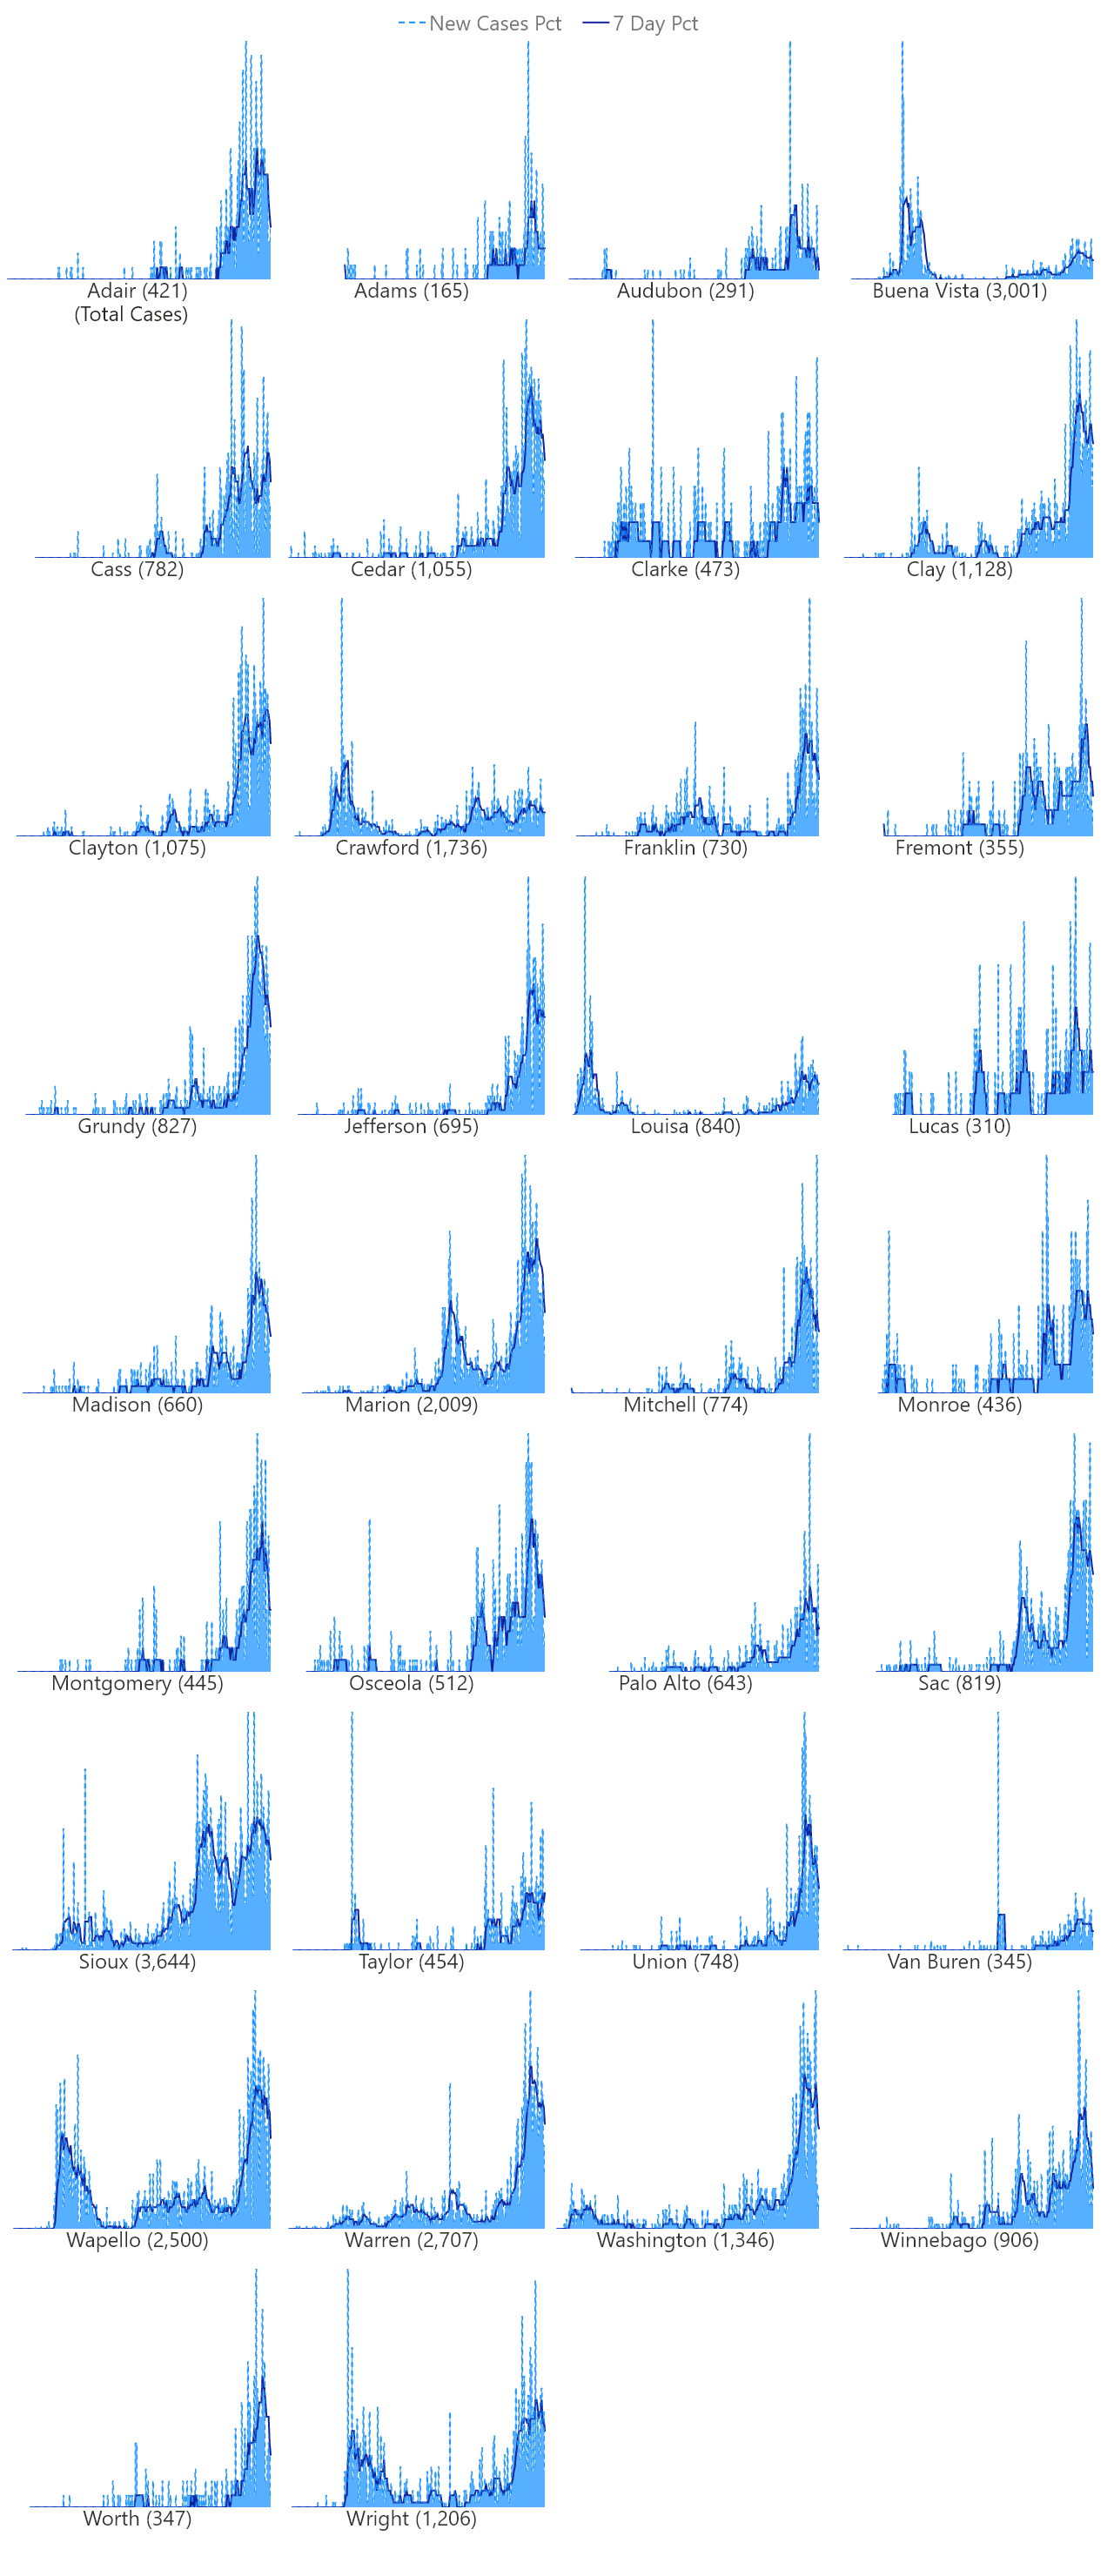 New Cases Pct 7 Day Pct
Adair (421) Adams (165) Audubon (291) Buena Vista (3,001)
(Total Cases)
Cass (782) Cedar (1,055) Clarke (473) Clay (1,128)
Clayton (1,075) Crawford (1,736) Franklin (730) Fremont (355)
Grundy (827) Jefferson (695) Louisa (840) Lucas (310)
Madison (660) Marion (2,009) Mitchell (774) Monroe (436)
Montgomery (445) Osceola (512) Palo Alto (643) Sac (819)
Sioux (3,644) Taylor (454) Union (748) Van Buren (345)
Wapello (2,500) Warren (2,707) Washington (1,346) Winnebago (906)
Worth (347) Wright (1,206)